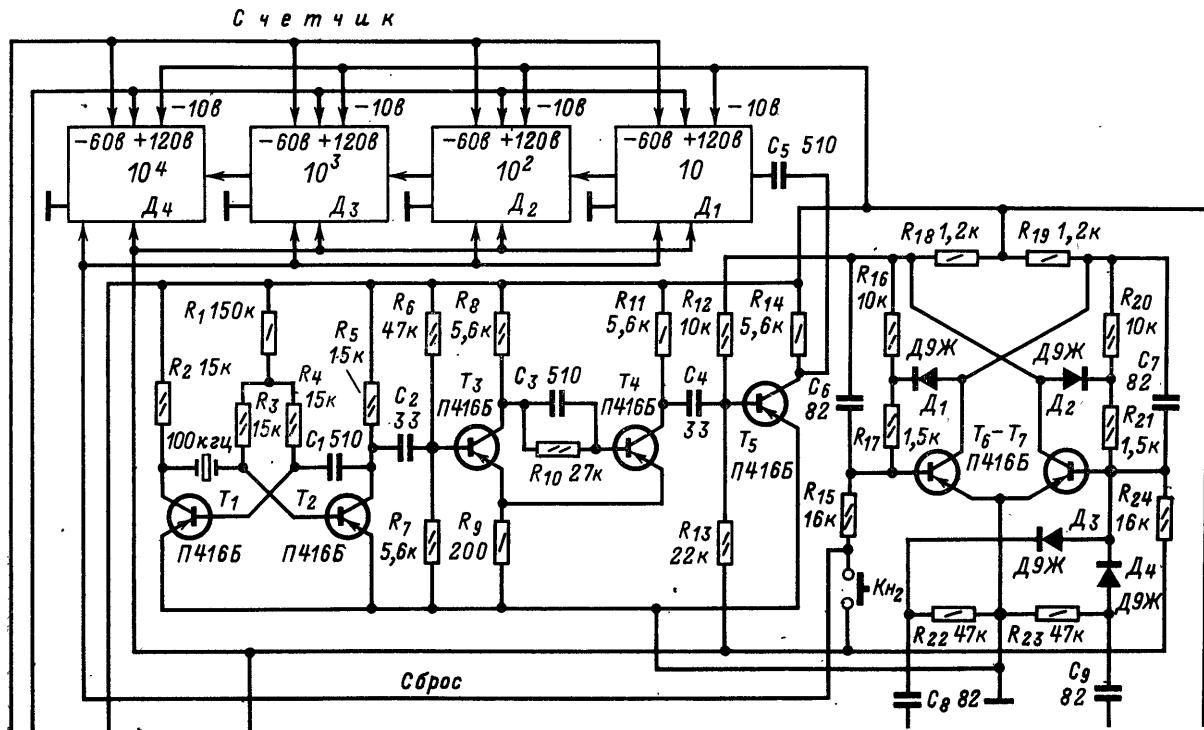 Счетчик
-10в -10в -10в -10в
-60в +120в -60в +120в -60в +120в -60в +120в
10⁴ 10³ 10² 10
Д4 Д3 Д2 Д1
C5 510
R18 1,2к R19 1,2к
R1 150к
R2 15к
R3 15к
R4 15к
R5 15к
100кгц
C1 510
T1 T2
П416Б П416Б
C2 33
R6 47к
R7 5,6к
R8 5,6к
R9 200
T3 П416Б
C3 510
R10 27к
T4 П416Б
R11 5,6к
C4 33
R12 10к
R13 22к
R14 5,6к
T5 П416Б
C6 82
R15 16к
R16 10к
R17 1,5к
Д9Ж Д1
Д9Ж Д2
T6-T7 П416Б
R20 10к
C7 82
R21 1,5к
R24 16к
Д3 Д9Ж
Д4 Д9Ж
Кн2
R22 47к R23 47к
Сброс
C8 82
C9 82